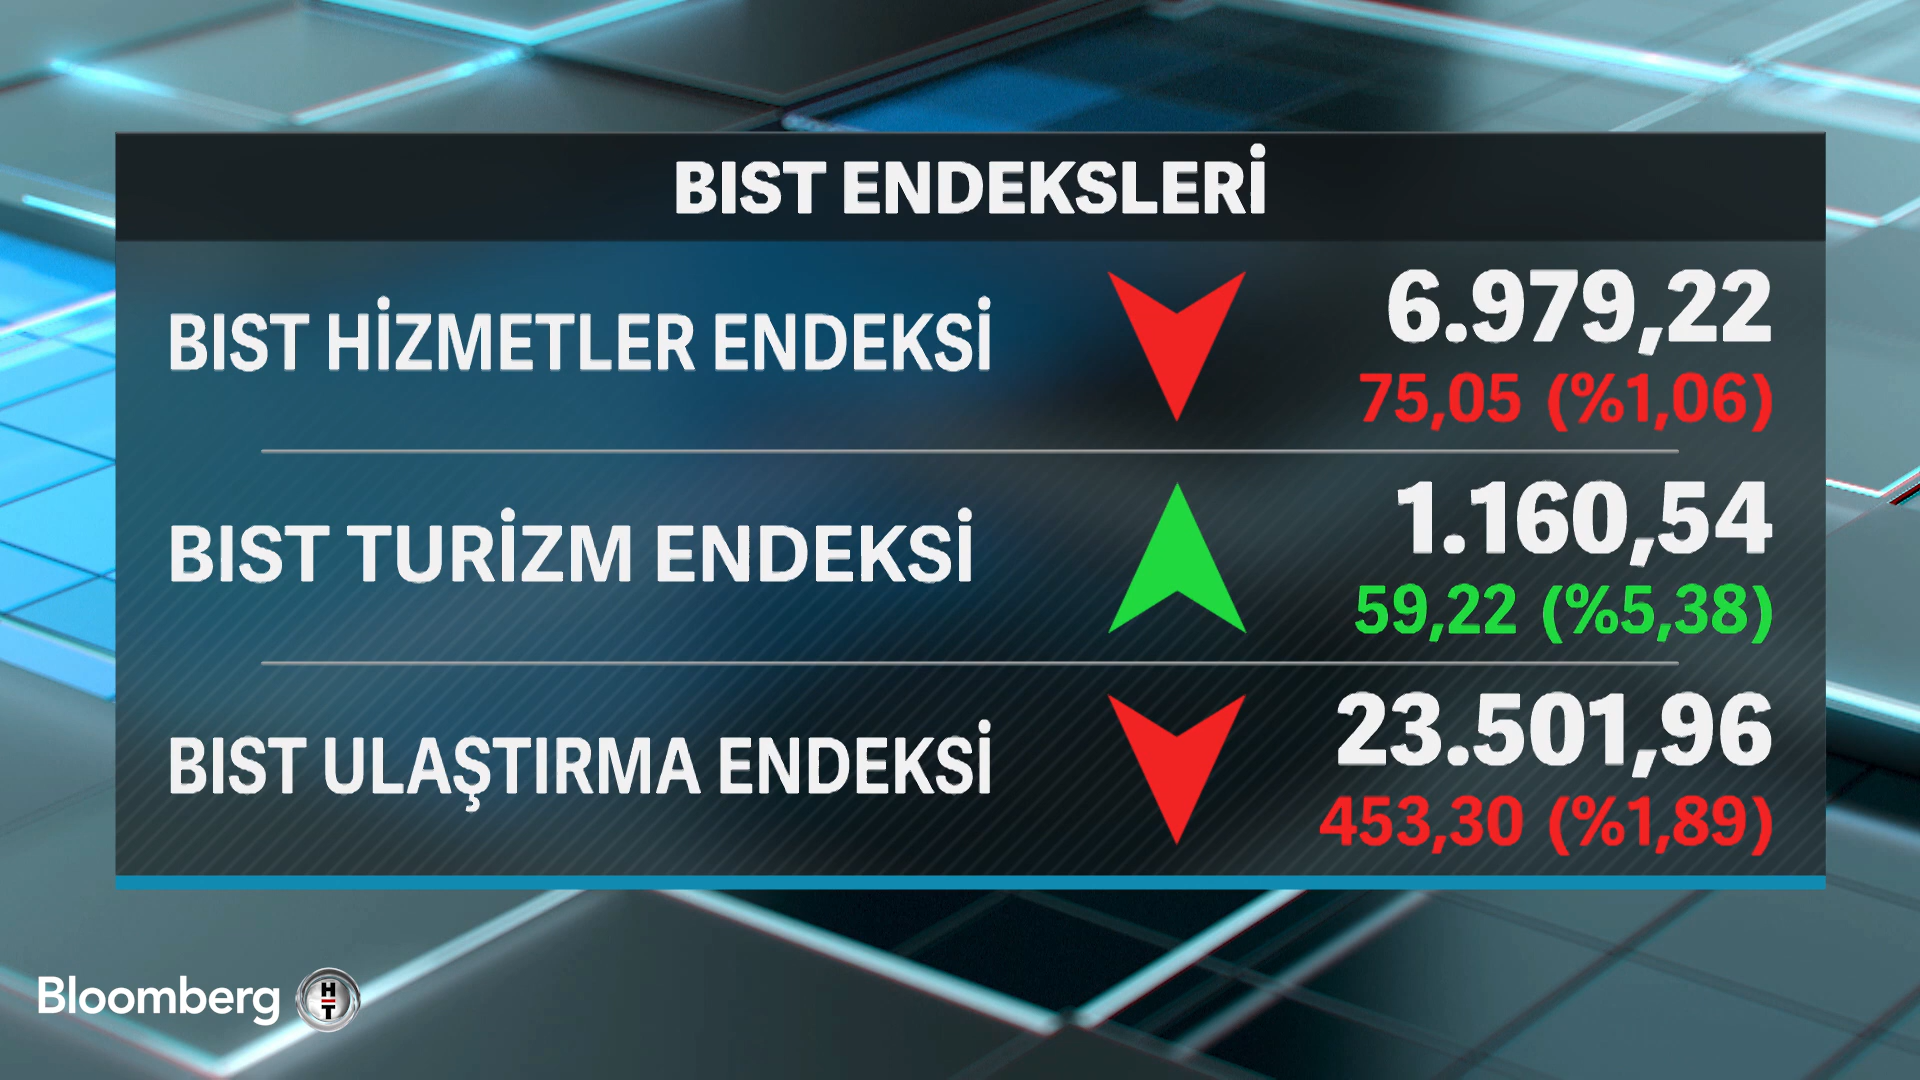 BIST ENDEKSLERİ
BIST HİZMETLER ENDEKSİ
6.979,22
75,05 (%1,06)
BIST TURİZM ENDEKSİ
1.160,54
59,22 (%5,38)
BIST ULAŞTIRMA ENDEKSİ
23.501,96
453,30 (%1,89)
Bloomberg HT